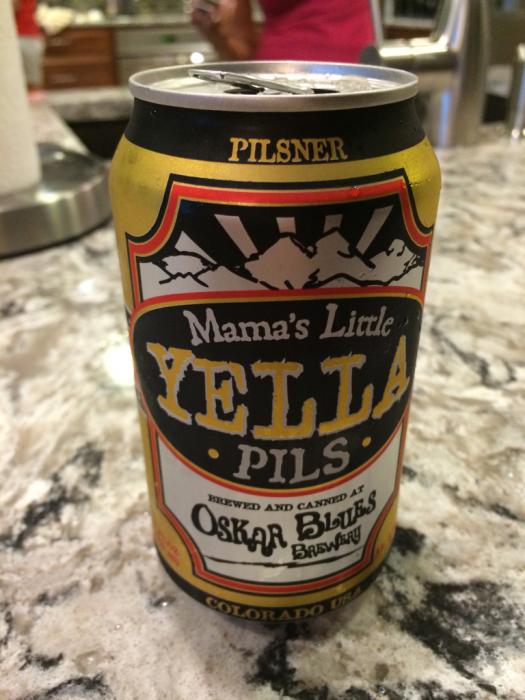 PILSNER
Mama's Little
YELLA
PILS
BREWED AND CANNED AT
OSKAR BLUES
BREWERY
COLORADO USA